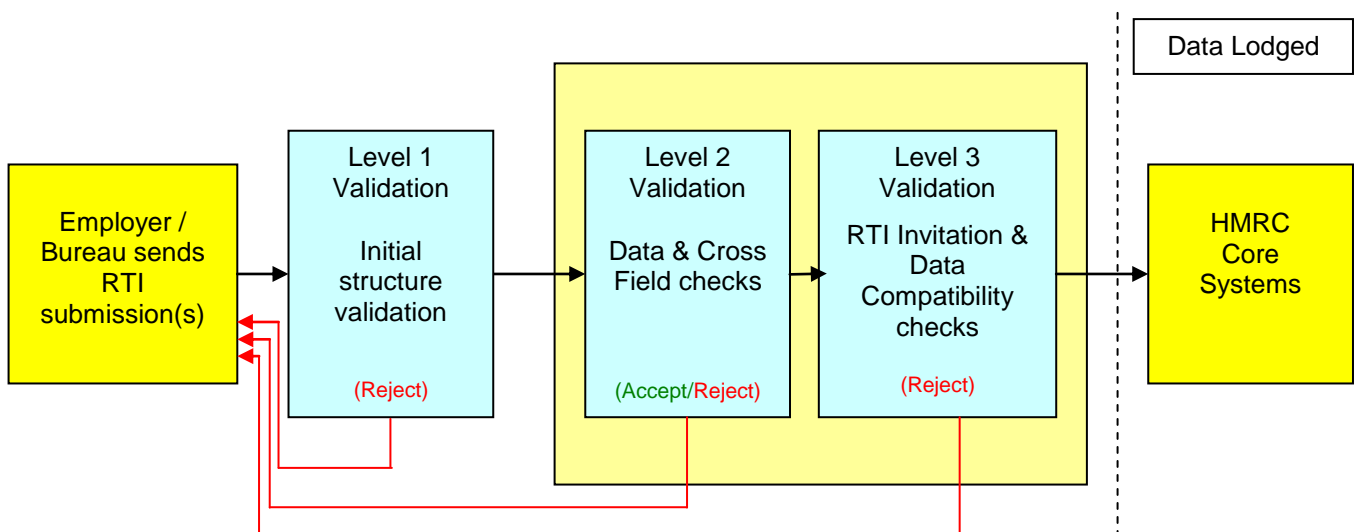 Data Lodged
Employer /
Bureau sends
RTI
submission(s)
Level 1
Validation
Initial
structure
validation
(Reject)
Level 2
Validation
Data & Cross
Field checks
(Accept/Reject)
Level 3
Validation
RTI Invitation &
Data
Compatibility
checks
(Reject)
HMRC
Core
Systems